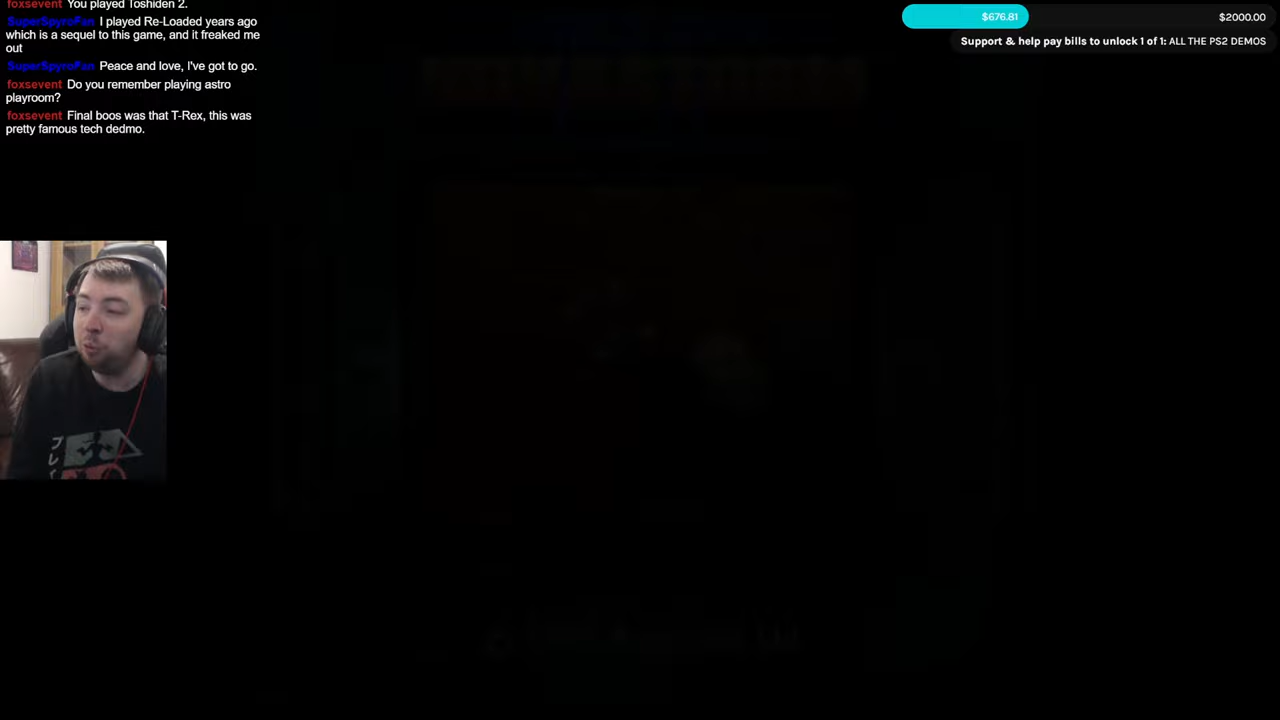 foxsevent You played Toshiden 2.
SuperSpyroFan I played Re-Loaded years ago
which is a sequel to this game, and it freaked me
out
SuperSpyroFan Peace and love, I've got to go.
foxsevent Do you remember playing astro
playroom?
foxsevent Final boos was that T-Rex, this was
pretty famous tech dedmo.
$676.81
$2000.00
Support & help pay bills to unlock 1 of 1: ALL THE PS2 DEMOS
プレイ